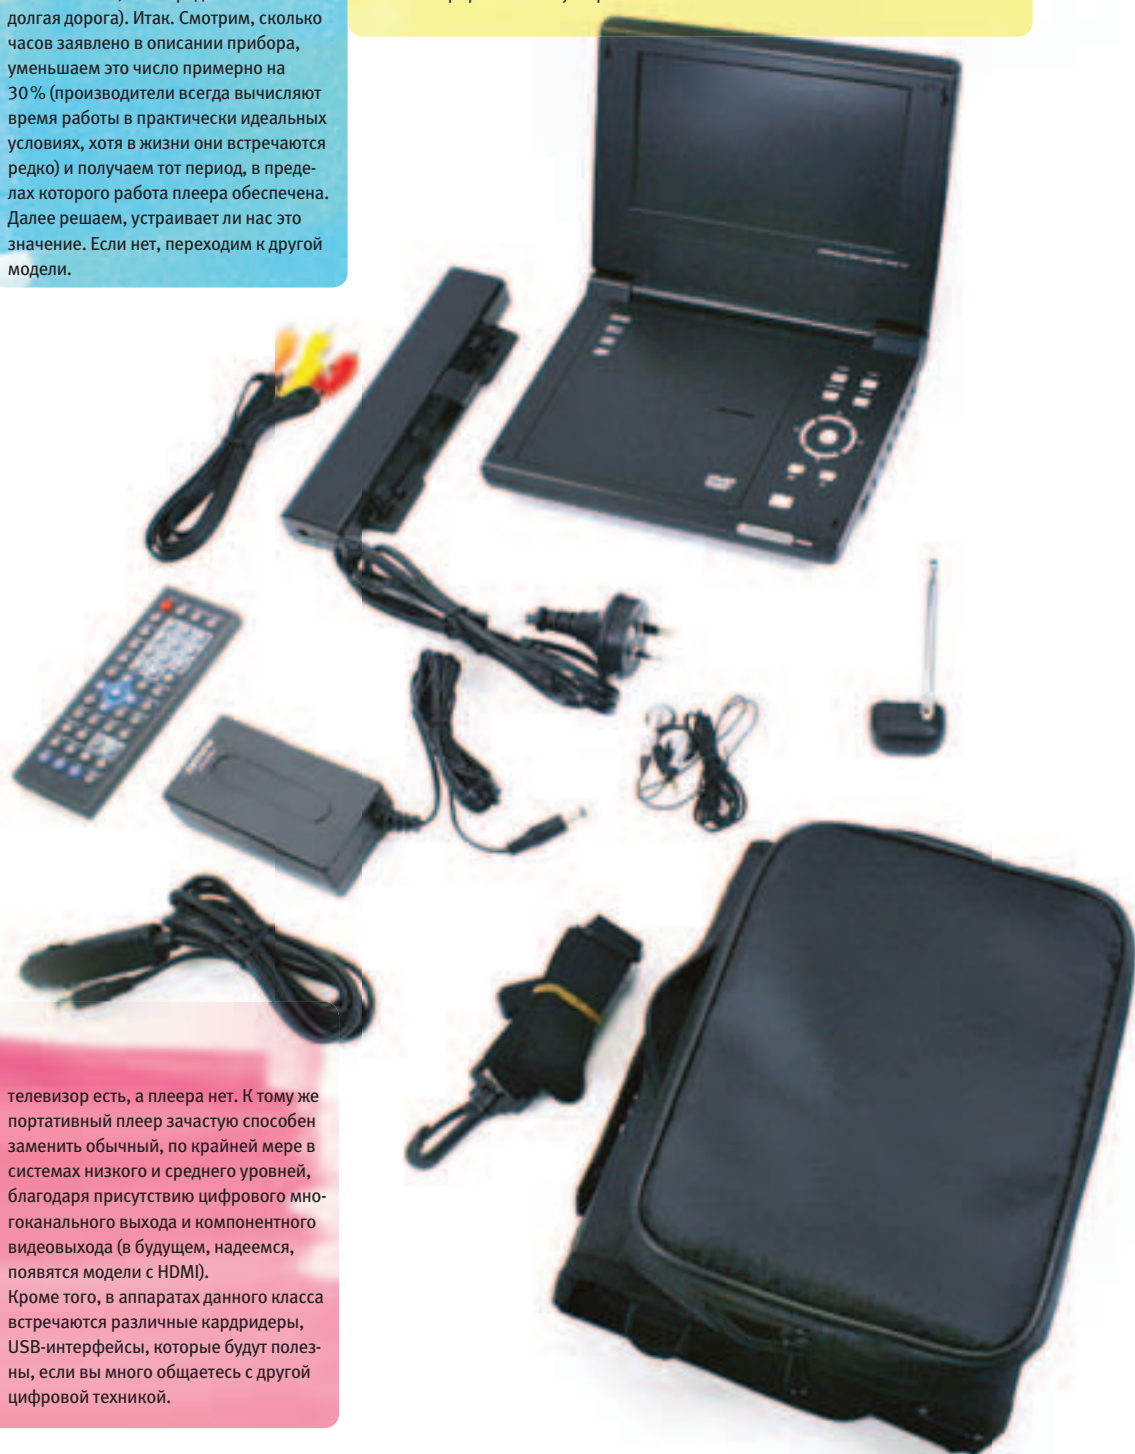 долгая дорога). Итак. Смотрим, сколько
часов заявлено в описании прибора,
уменьшаем это число примерно на
30 % (производители всегда вычисляют
время работы в практически идеальных
условиях, хотя в жизни они встречаются
редко) и получаем тот период, в преде-
лах которого работа плеера обеспечена.
Далее решаем, устраивает ли нас это
значение. Если нет, переходим к другой
модели.
телевизор есть, а плеера нет. К тому же
портативный плеер зачастую способен
заменить обычный, по крайней мере в
системах низкого и среднего уровней,
благодаря присутствию цифрового мно-
гоканального выхода и компонентного
видеовыхода (в будущем, надеемся,
появятся модели с HDMI).
Кроме того, в аппаратах данного класса
встречаются различные кардридеры,
USB-интерфейсы, которые будут полез-
ны, если вы много общаетесь с другой
цифровой техникой.